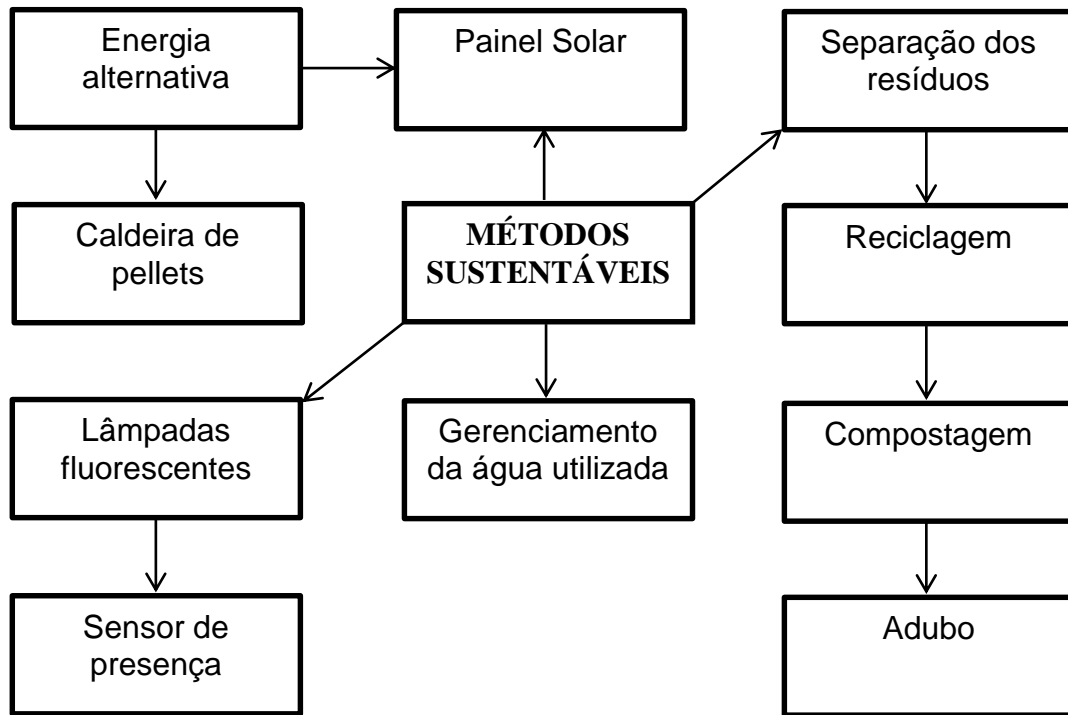 Energia
alternativa
Painel Solar
Separação dos
resíduos
Caldeira de
pellets
MÉTODOS
SUSTENTÁVEIS
Reciclagem
Lâmpadas
fluorescentes
Gerenciamento
da água utilizada
Compostagem
Sensor de
presença
Adubo